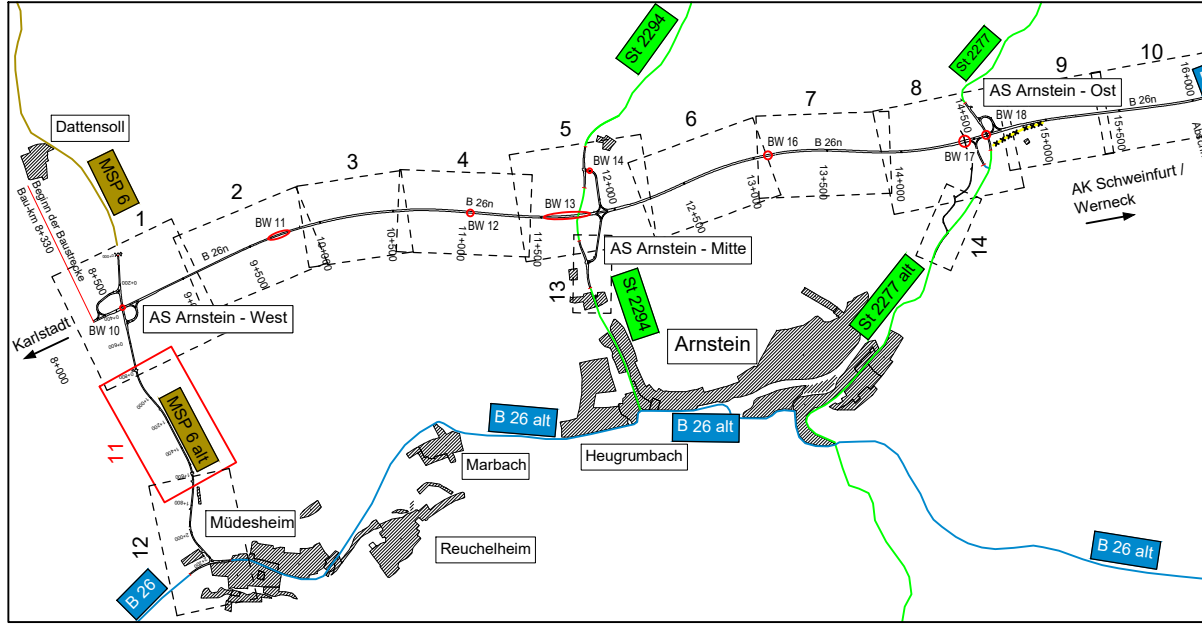 St 2294
St 2277
10
16+000
9
AS Arnstein - Ost
8
B 26n
BW 18
14+500
15+500
15+000
7
Dattensoll
MSP 6
5
6
B 26n
BW 16
BW 17
BW 14
12+000
13+000
13+500
14+000
AK Schweinfurt /
Werneck
3
4
2
1
Beginn der Baustrecke
Bau-km 8+330
BW 11
B 26n
BW 12
BW 13
12+500
B 26n
10+500
11+000
11+500
9+500
8+500
AS Arnstein - Mitte
14
13
St 2294
St 2277 alt
AS Arnstein - West
BW 10
Karlstadt
8+000
Arnstein
MSP 6 alt
11
B 26 alt
B 26 alt
Heugrumbach
Marbach
Müdesheim
Reuchelheim
12
B 26
B 26 alt